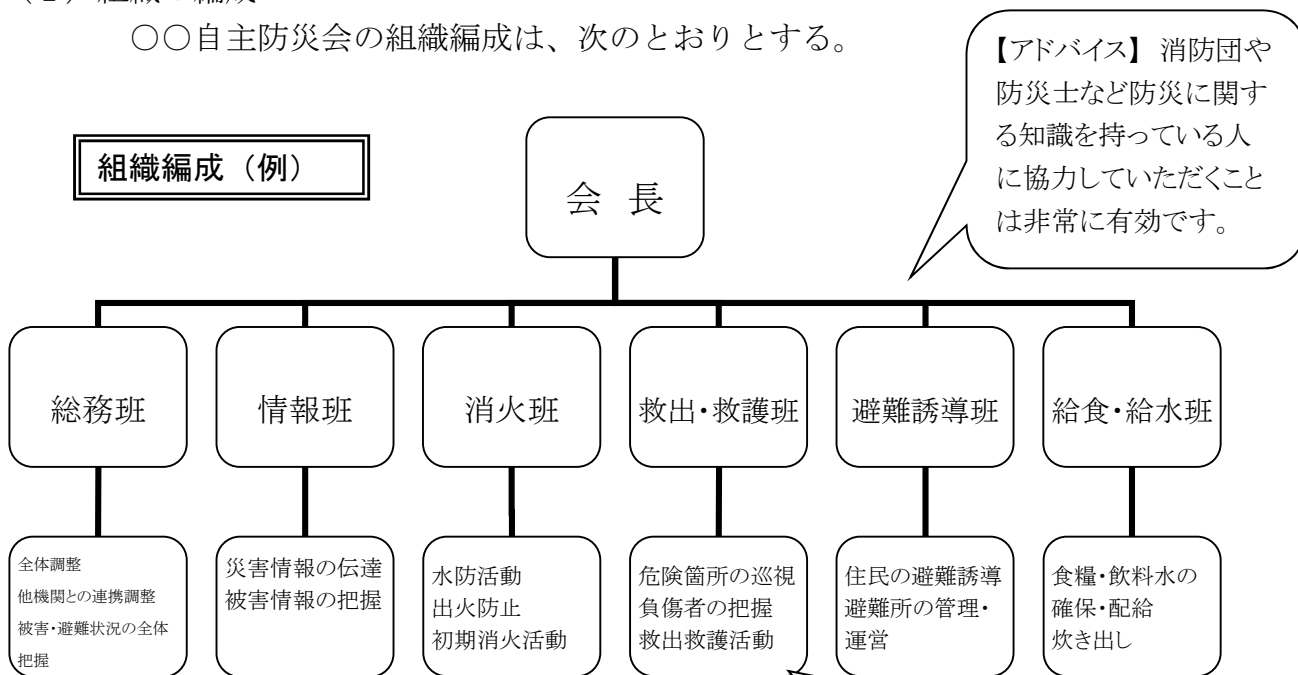 ○○自主防災会の組織編成は、次のとおりとする。
【アドバイス】 消防団や
防災士など防災に関す
る知識を持っている人
に協力していただくこと
は非常に有効です。
組織編成（例）
会 長
総務班
情報班
消火班
救出・救護班
避難誘導班
給食・給水班
全体調整
他機関との連携調整
被害・避難状況の全体
把握
災害情報の伝達
被害情報の把握
水防活動
出火防止
初期消火活動
危険箇所の巡視
負傷者の把握
救出救護活動
住民の避難誘導
避難所の管理・
運営
食糧・飲料水の
確保・配給
炊き出し